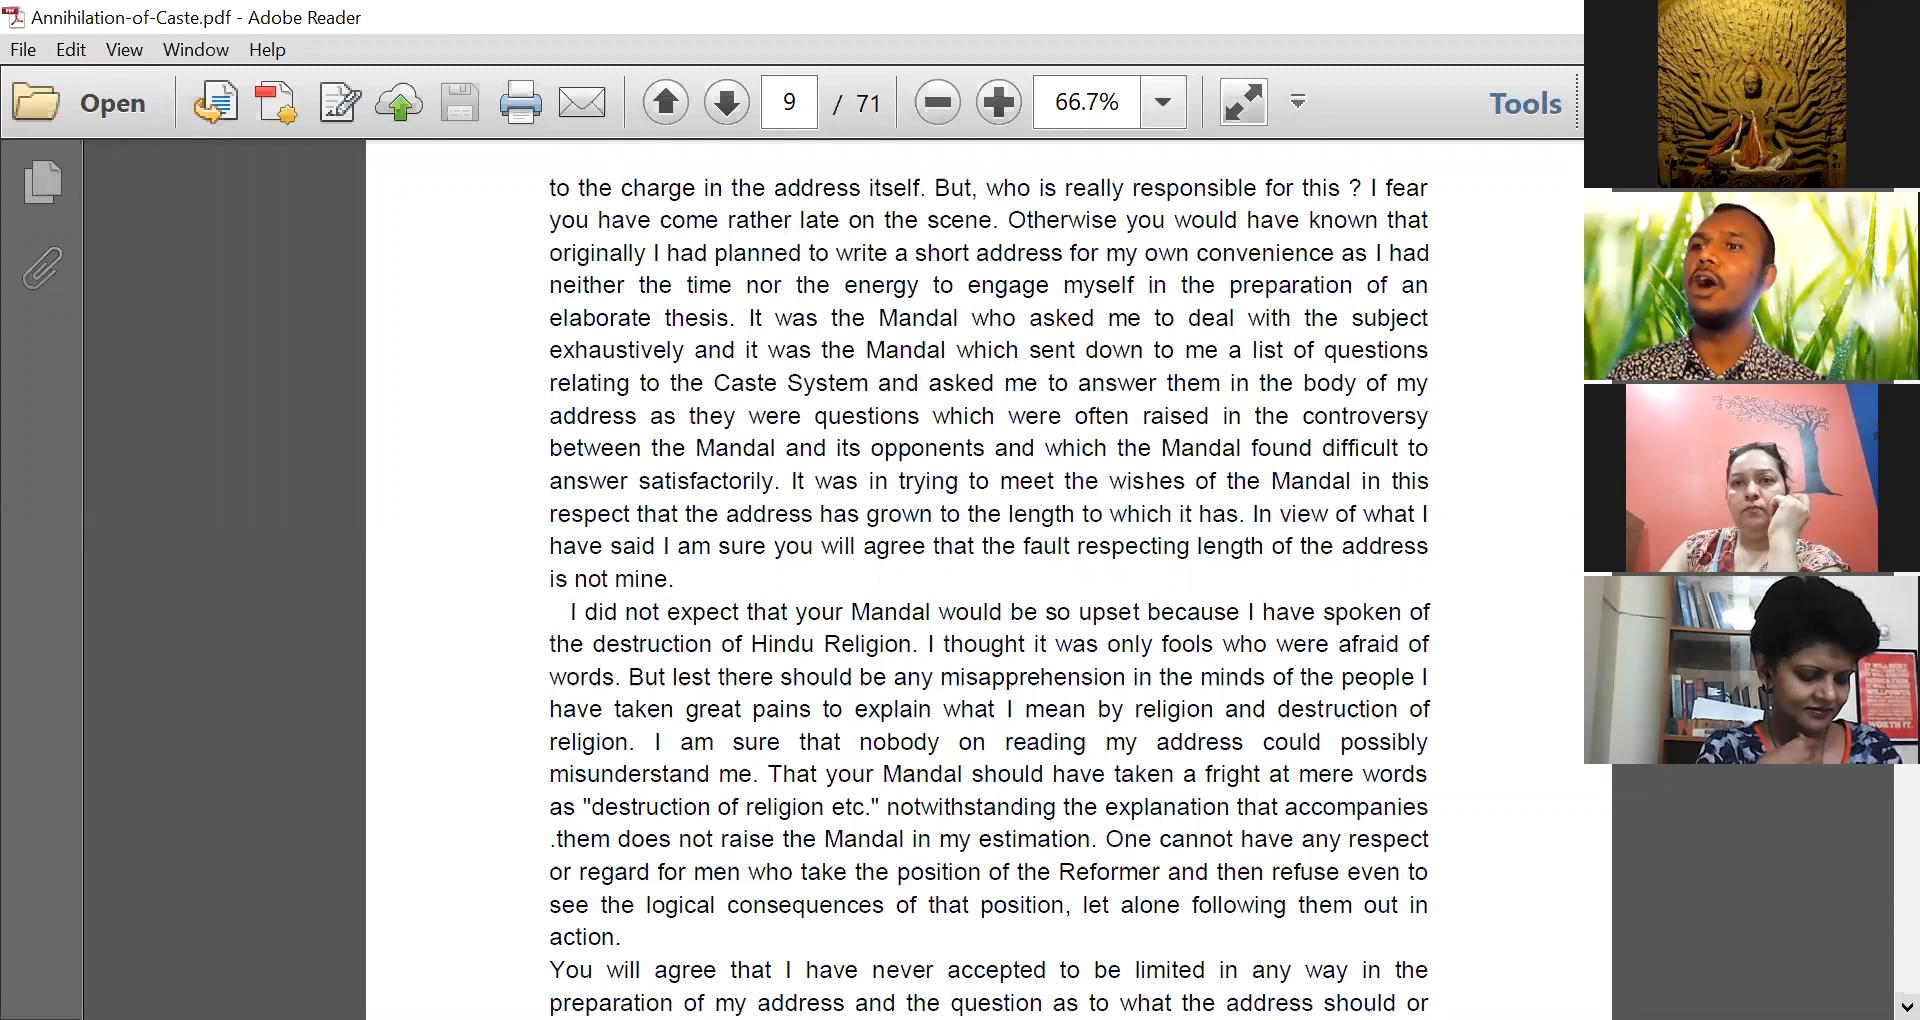 Annihilation-of-Caste.pdf - Adobe Reader
File Edit View Window Help
Open 9 / 71 66.7% Tools
to the charge in the address itself. But, who is really responsible for this ? I fear
you have come rather late on the scene. Otherwise you would have known that
originally I had planned to write a short address for my own convenience as I had
neither the time nor the energy to engage myself in the preparation of an
elaborate thesis. It was the Mandal who asked me to deal with the subject
exhaustively and it was the Mandal which sent down to me a list of questions
relating to the Caste System and asked me to answer them in the body of my
address as they were questions which were often raised in the controversy
between the Mandal and its opponents and which the Mandal found difficult to
answer satisfactorily. It was in trying to meet the wishes of the Mandal in this
respect that the address has grown to the length to which it has. In view of what I
have said I am sure you will agree that the fault respecting length of the address
is not mine.
I did not expect that your Mandal would be so upset because I have spoken of
the destruction of Hindu Religion. I thought it was only fools who were afraid of
words. But lest there should be any misapprehension in the minds of the people I
have taken great pains to explain what I mean by religion and destruction of
religion. I am sure that nobody on reading my address could possibly
misunderstand me. That your Mandal should have taken a fright at mere words
as "destruction of religion etc." notwithstanding the explanation that accompanies
.them does not raise the Mandal in my estimation. One cannot have any respect
or regard for men who take the position of the Reformer and then refuse even to
see the logical consequences of that position, let alone following them out in
action.
You will agree that I have never accepted to be limited in any way in the
preparation of my address and the question as to what the address should or
IT WILL
WILLPOWER
WORTH IT.